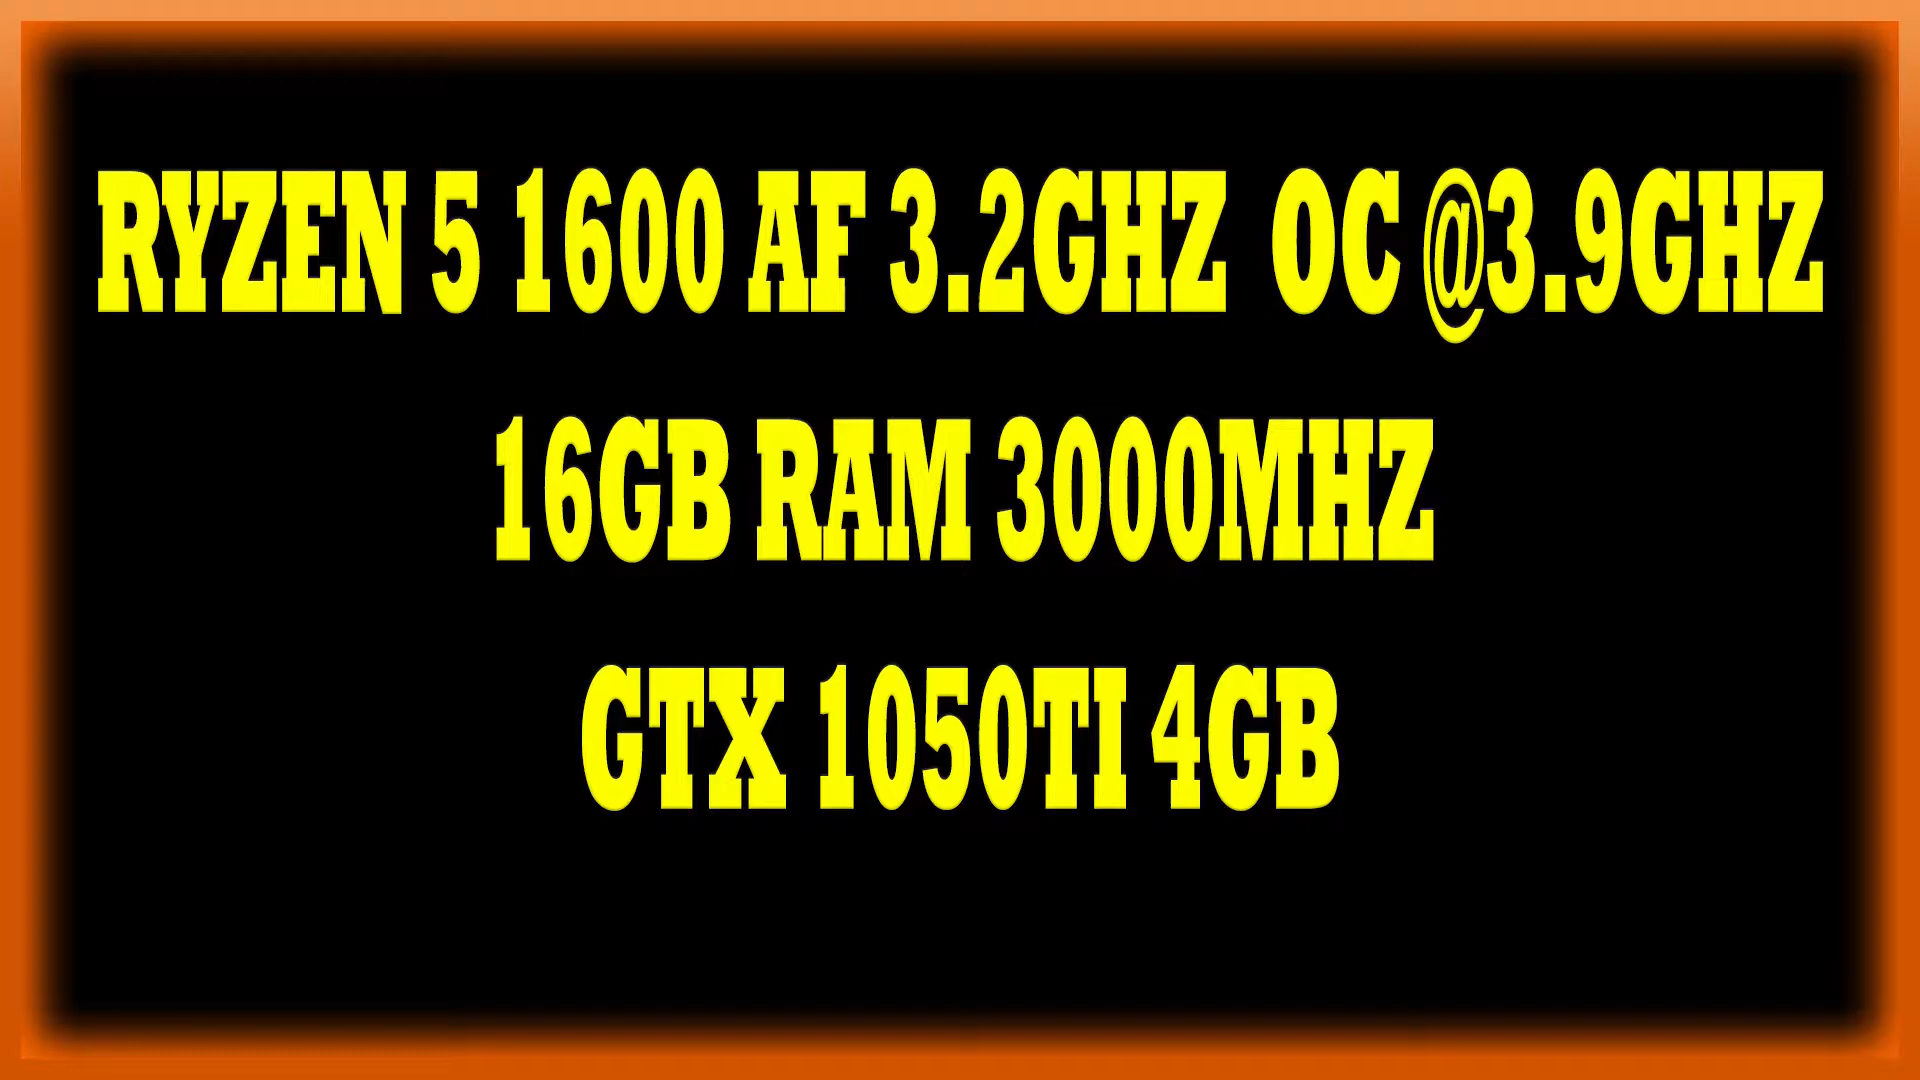 RYZEN 5 1600 AF 3.2GHZ OC @3.9GHZ
16GB RAM 3000MHZ
GTX 1050TI 4GB